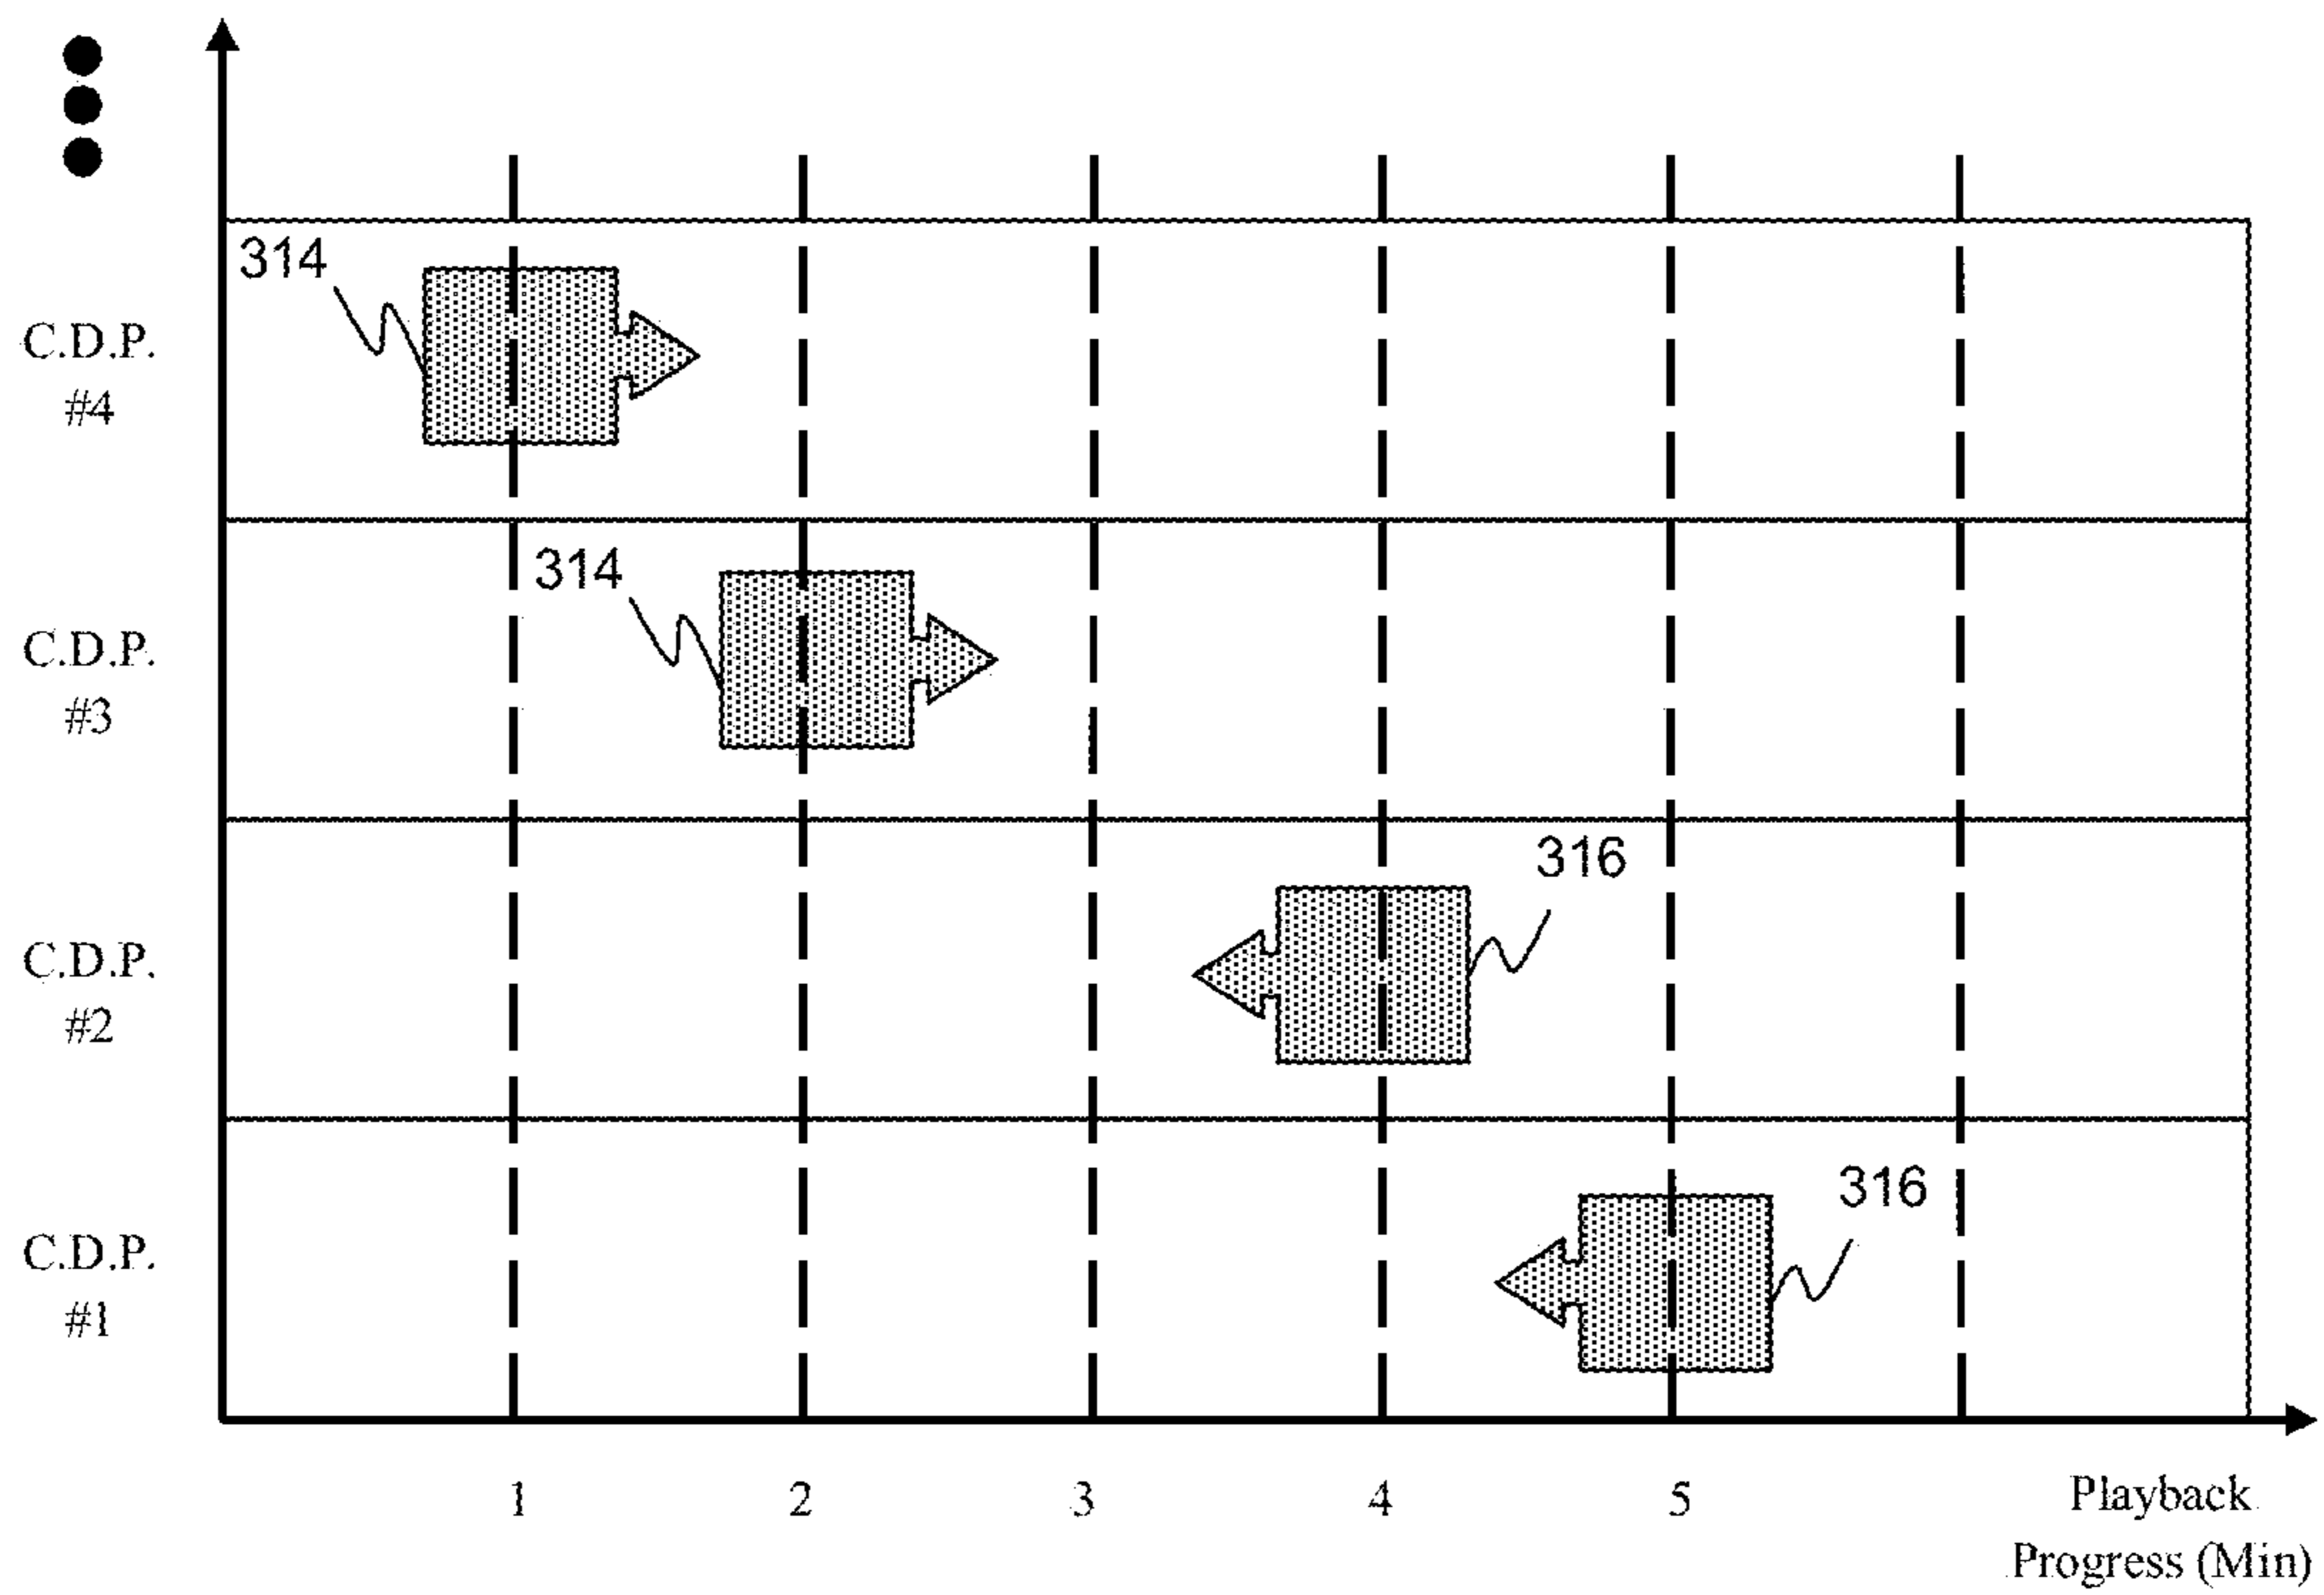 314
C.D.P.
#4
314
C.D.P.
#3
316
C.D.P.
#2
316
C.D.P.
#1
1 2 3 4 5 Playback
Progress (Min)